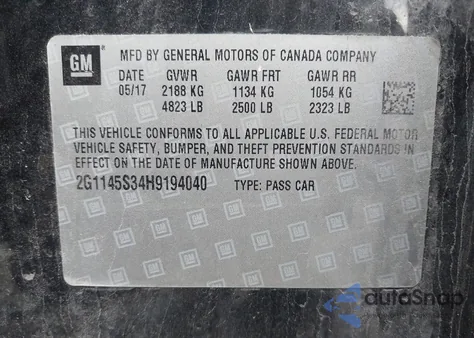 GM
MFD BY GENERAL MOTORS OF CANADA COMPANY
DATE GVWR GAWR FRT GAWR RR
05/17 2188 KG 1134 KG 1054 KG
4823 LB 2500 LB 2323 LB
THIS VEHICLE CONFORMS TO ALL APPLICABLE U.S. FEDERAL MOTOR
VEHICLE SAFETY, BUMPER, AND THEFT PREVENTION STANDARDS IN
EFFECT ON THE DATE OF MANUFACTURE SHOWN ABOVE.
2G1145S34H9194040 TYPE: PASS CAR
autoSnap